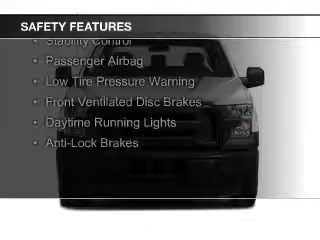 SAFETY FEATURES
• Stability Control
• Passenger Airbag
• Low Tire Pressure Warning
• Front Ventilated Disc Brakes
• Daytime Running Lights
• Anti-Lock Brakes